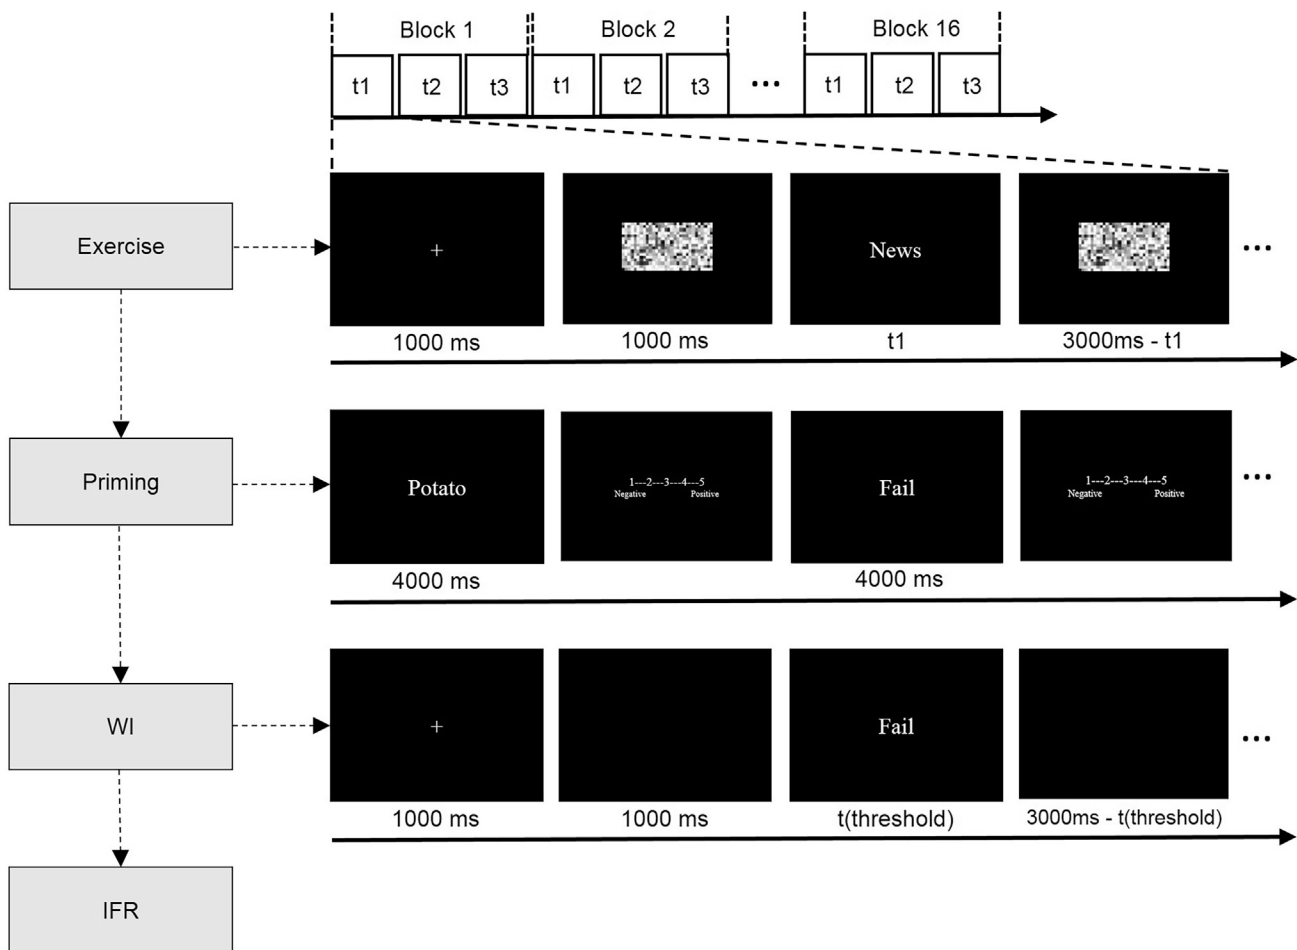 Block 1 Block 2 Block 16
t1 t2 t3 t1 t2 t3 ... t1 t2 t3
Exercise
+ News ...
1000 ms 1000 ms t1 3000ms - t1
Priming
Potato 1---2---3---4---5 Fail 1---2---3---4---5 ...
Negative Positive Negative Positive
4000 ms 4000 ms
WI
+ Fail ...
1000 ms 1000 ms t(threshold) 3000ms - t(threshold)
IFR